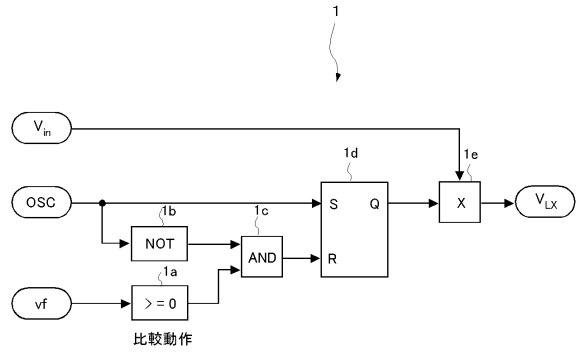 1
V_in
1d
1e
OSC
1b
1c
S
Q
X
V_LX
NOT
AND
1a
R
vf
>=0
比較動作